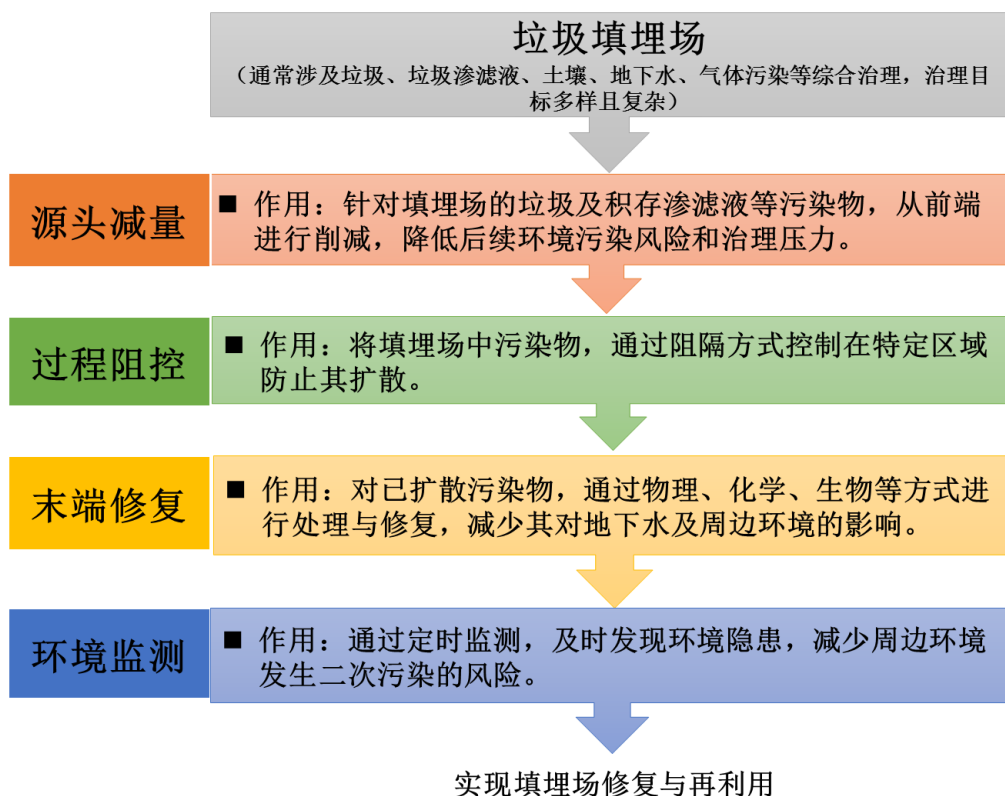 垃圾填埋场
（通常涉及垃圾、垃圾渗滤液、土壤、地下水、气体污染等综合治理，治理目
标多样且复杂）
源头减量
■ 作用：针对填埋场的垃圾及积存渗滤液等污染物，从前端
进行削减，降低后续环境污染风险和治理压力。
过程阻控
■ 作用：将填埋场中污染物，通过阻隔方式控制在特定区域
防止其扩散。
末端修复
■ 作用：对已扩散污染物，通过物理、化学、生物等方式进
行处理与修复，减少其对地下水及周边环境的影响。
环境监测
■ 作用：通过定时监测，及时发现环境隐患，减少周边环境
发生二次污染的风险。
实现填埋场修复与再利用